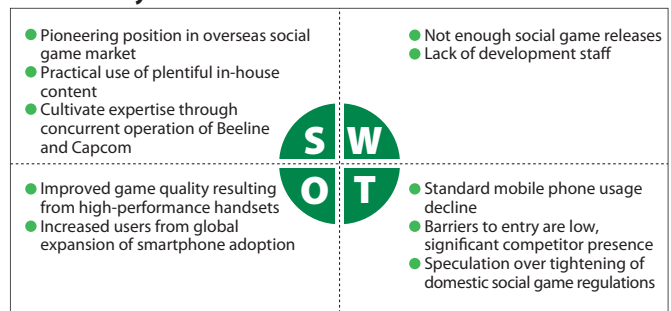 Pioneering position in overseas social
game market
Practical use of plentiful in-house
content
Cultivate expertise through
concurrent operation of Beeline
and Capcom
Not enough social game releases
Lack of development staff
S W
O T
Improved game quality resulting
from high-performance handsets
Increased users from global
expansion of smartphone adoption
Standard mobile phone usage
decline
Barriers to entry are low,
significant competitor presence
Speculation over tightening of
domestic social game regulations